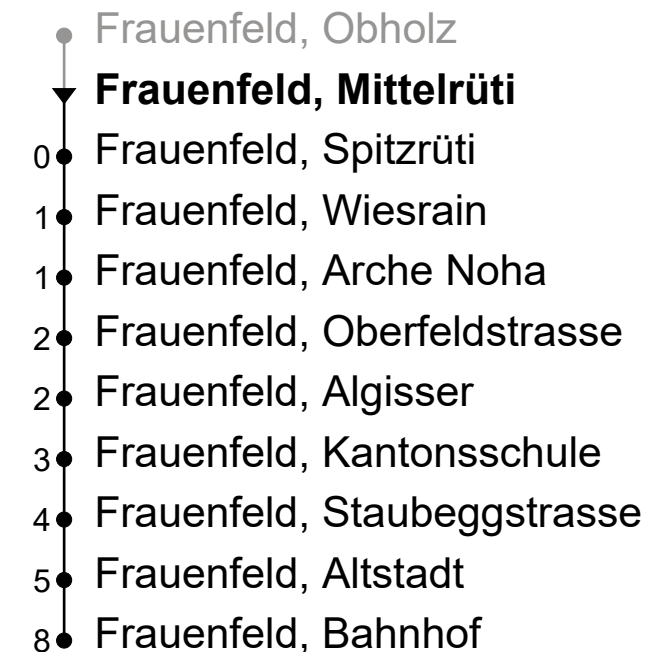 Frauenfeld, Obholz
Frauenfeld, Mittelrüti
0 Frauenfeld, Spitzrüti
1 Frauenfeld, Wiesrain
1 Frauenfeld, Arche Noha
2 Frauenfeld, Oberfeldstrasse
2 Frauenfeld, Algisser
3 Frauenfeld, Kantonsschule
4 Frauenfeld, Staubeggstrasse
5 Frauenfeld, Altstadt
8 Frauenfeld, Bahnhof